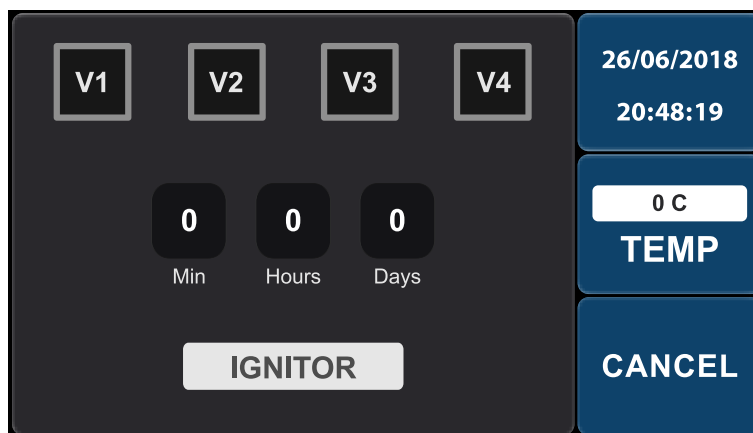 V1 V2 V3 V4
0 0 0
Min Hours Days
IGNITOR
26/06/2018
20:48:19
0 C
TEMP
CANCEL